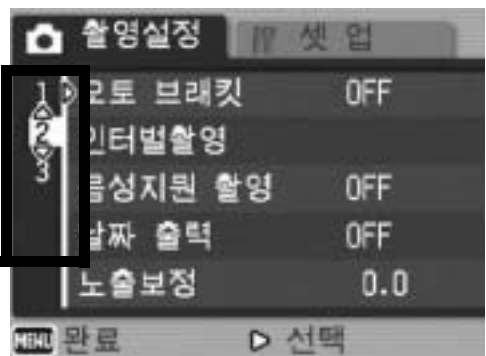 촬영설정 셋 업
1 오토 브래킷 OFF
2 인터벌촬영
3 음성지원 촬영 OFF
날짜 출력 OFF
노출보정 0.0
MENU 완료 선택